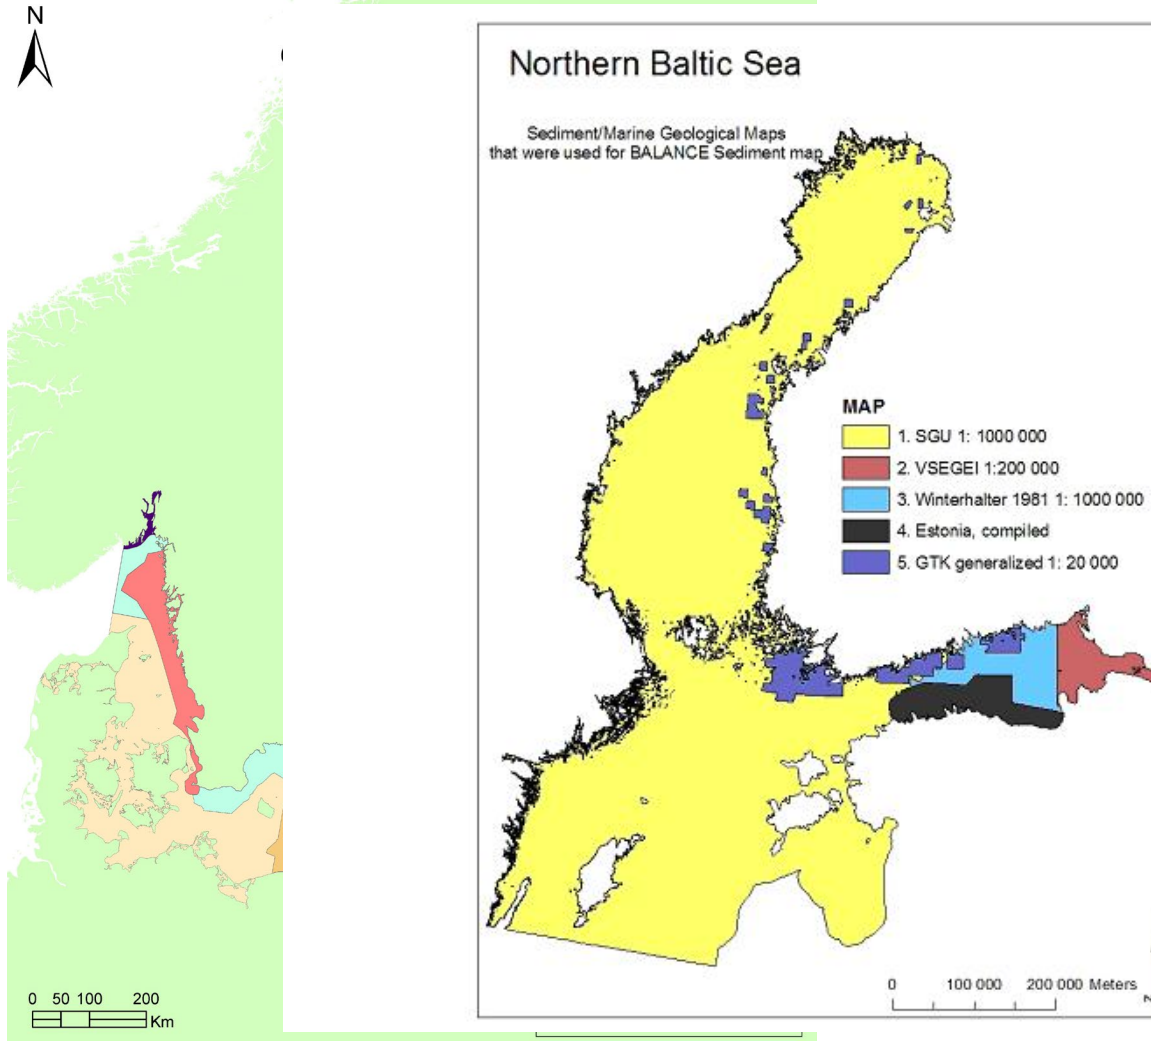 N
Northern Baltic Sea
Sediment/Marine Geological Maps
that were used for BALANCE Sediment map
MAP
1. SGU 1: 1000 000
2. VSEGEI 1:200 000
3. Winterhalter 1981 1: 1000 000
4. Estonia, compiled
5. GTK generalized 1: 20 000
0 100 000 200 000 Meters
0 50 100 200
Km